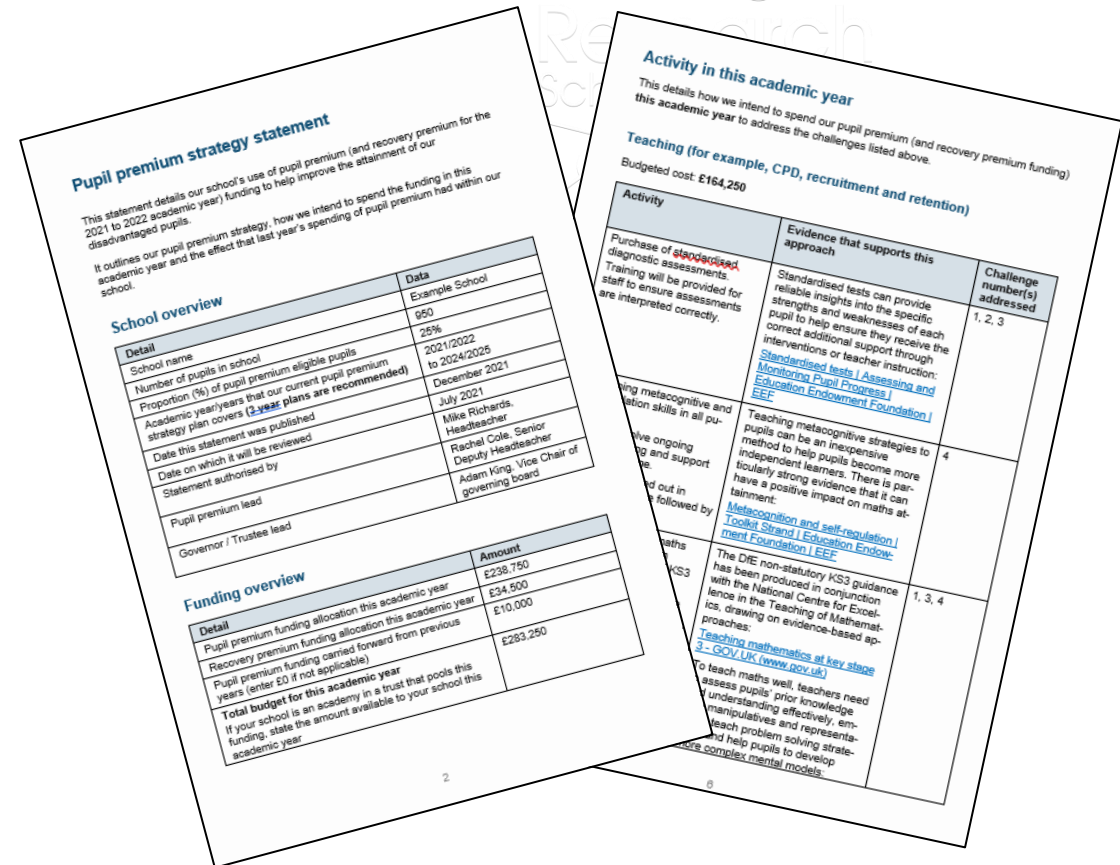 Research
Pupil premium strategy statement
This statement details our school's use of pupil premium (and recovery premium for the
2021 to 2022 academic year) funding to help improve the attainment of our
disadvantaged pupils.
It outlines our pupil premium strategy, how we intend to spend the funding in this
academic year and the effect that last year's spending of pupil premium had within our
school.
School overview
Detail Data
School name Example School
Number of pupils in school 950
Proportion (%) of pupil premium eligible pupils 25%
Academic year/years that our current pupil premium 2021/2022
strategy plan covers (3 year plans are recommended) to 2024/2025
Date this statement was published December 2021
Date on which it will be reviewed July 2021
Statement authorised by Mike Richards,
Headteacher
Pupil premium lead Rachel Cole, Senior
Deputy Headteacher
Governor / Trustee lead Adam King, Vice Chair of
governing board
Funding overview
Detail Amount
Pupil premium funding allocation this academic year £238,750
Recovery premium funding allocation this academic year £34,500
Pupil premium funding carried forward from previous £10,000
years (enter £0 if not applicable)
Total budget for this academic year £283,250
If your school is an academy in a trust that pools this
funding, state the amount available to your school this
academic year
2
Activity in this academic year
This details how we intend to spend our pupil premium (and recovery premium funding)
this academic year to address the challenges listed above.
Teaching (for example, CPD, recruitment and retention)
Budgeted cost: £164,250
Activity
Evidence that supports this
approach
Challenge
number(s)
addressed
Purchase of standardised
diagnostic assessments.
Training will be provided for
staff to ensure assessments
are interpreted correctly.
Standardised tests can provide
reliable insights into the specific
strengths and weaknesses of each
pupil to help ensure they receive the
correct additional support through
interventions or teacher instruction:
Standardised tests | Assessing and
Monitoring Pupil Progress |
Education Endowment Foundation |
EEF
1, 2, 3
metacognitive and
skills in all pu-
ongoing
and support
out in
followed by
Teaching metacognitive strategies to
pupils can be an inexpensive
method to help pupils become more
independent learners. There is par-
ticularly strong evidence that it can
have a positive impact on maths at-
tainment:
Metacognition and self-regulation |
Toolkit Strand | Education Endow-
ment Foundation | EEF
4
KS3
The DfE non-statutory KS3 guidance
has been produced in conjunction
with the National Centre for Excel-
lence in the Teaching of Mathemat-
ics, drawing on evidence-based ap-
proaches:
Teaching mathematics at key stage
3 - GOV.UK (www.gov.uk)
To teach maths well, teachers need
assess pupils' prior knowledge
understanding effectively, em-
manipulatives and representa-
teach problem solving strate-
and help pupils to develop
more complex mental models:
1, 3, 4
6